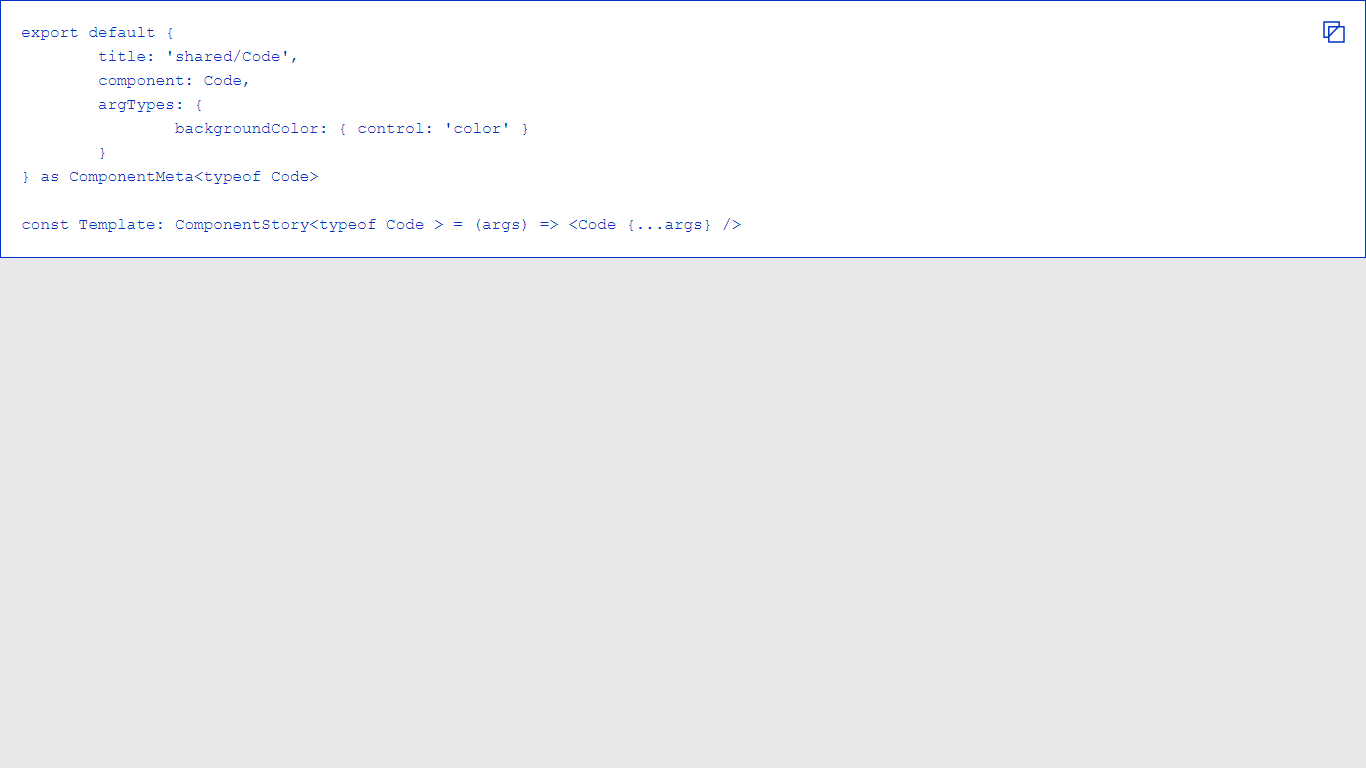 export default {
        title: 'shared/Code',
        component: Code,
        argTypes: {
                backgroundColor: { control: 'color' }
        }
} as ComponentMeta<typeof Code>

const Template: ComponentStory<typeof Code > = (args) => <Code {...args} />